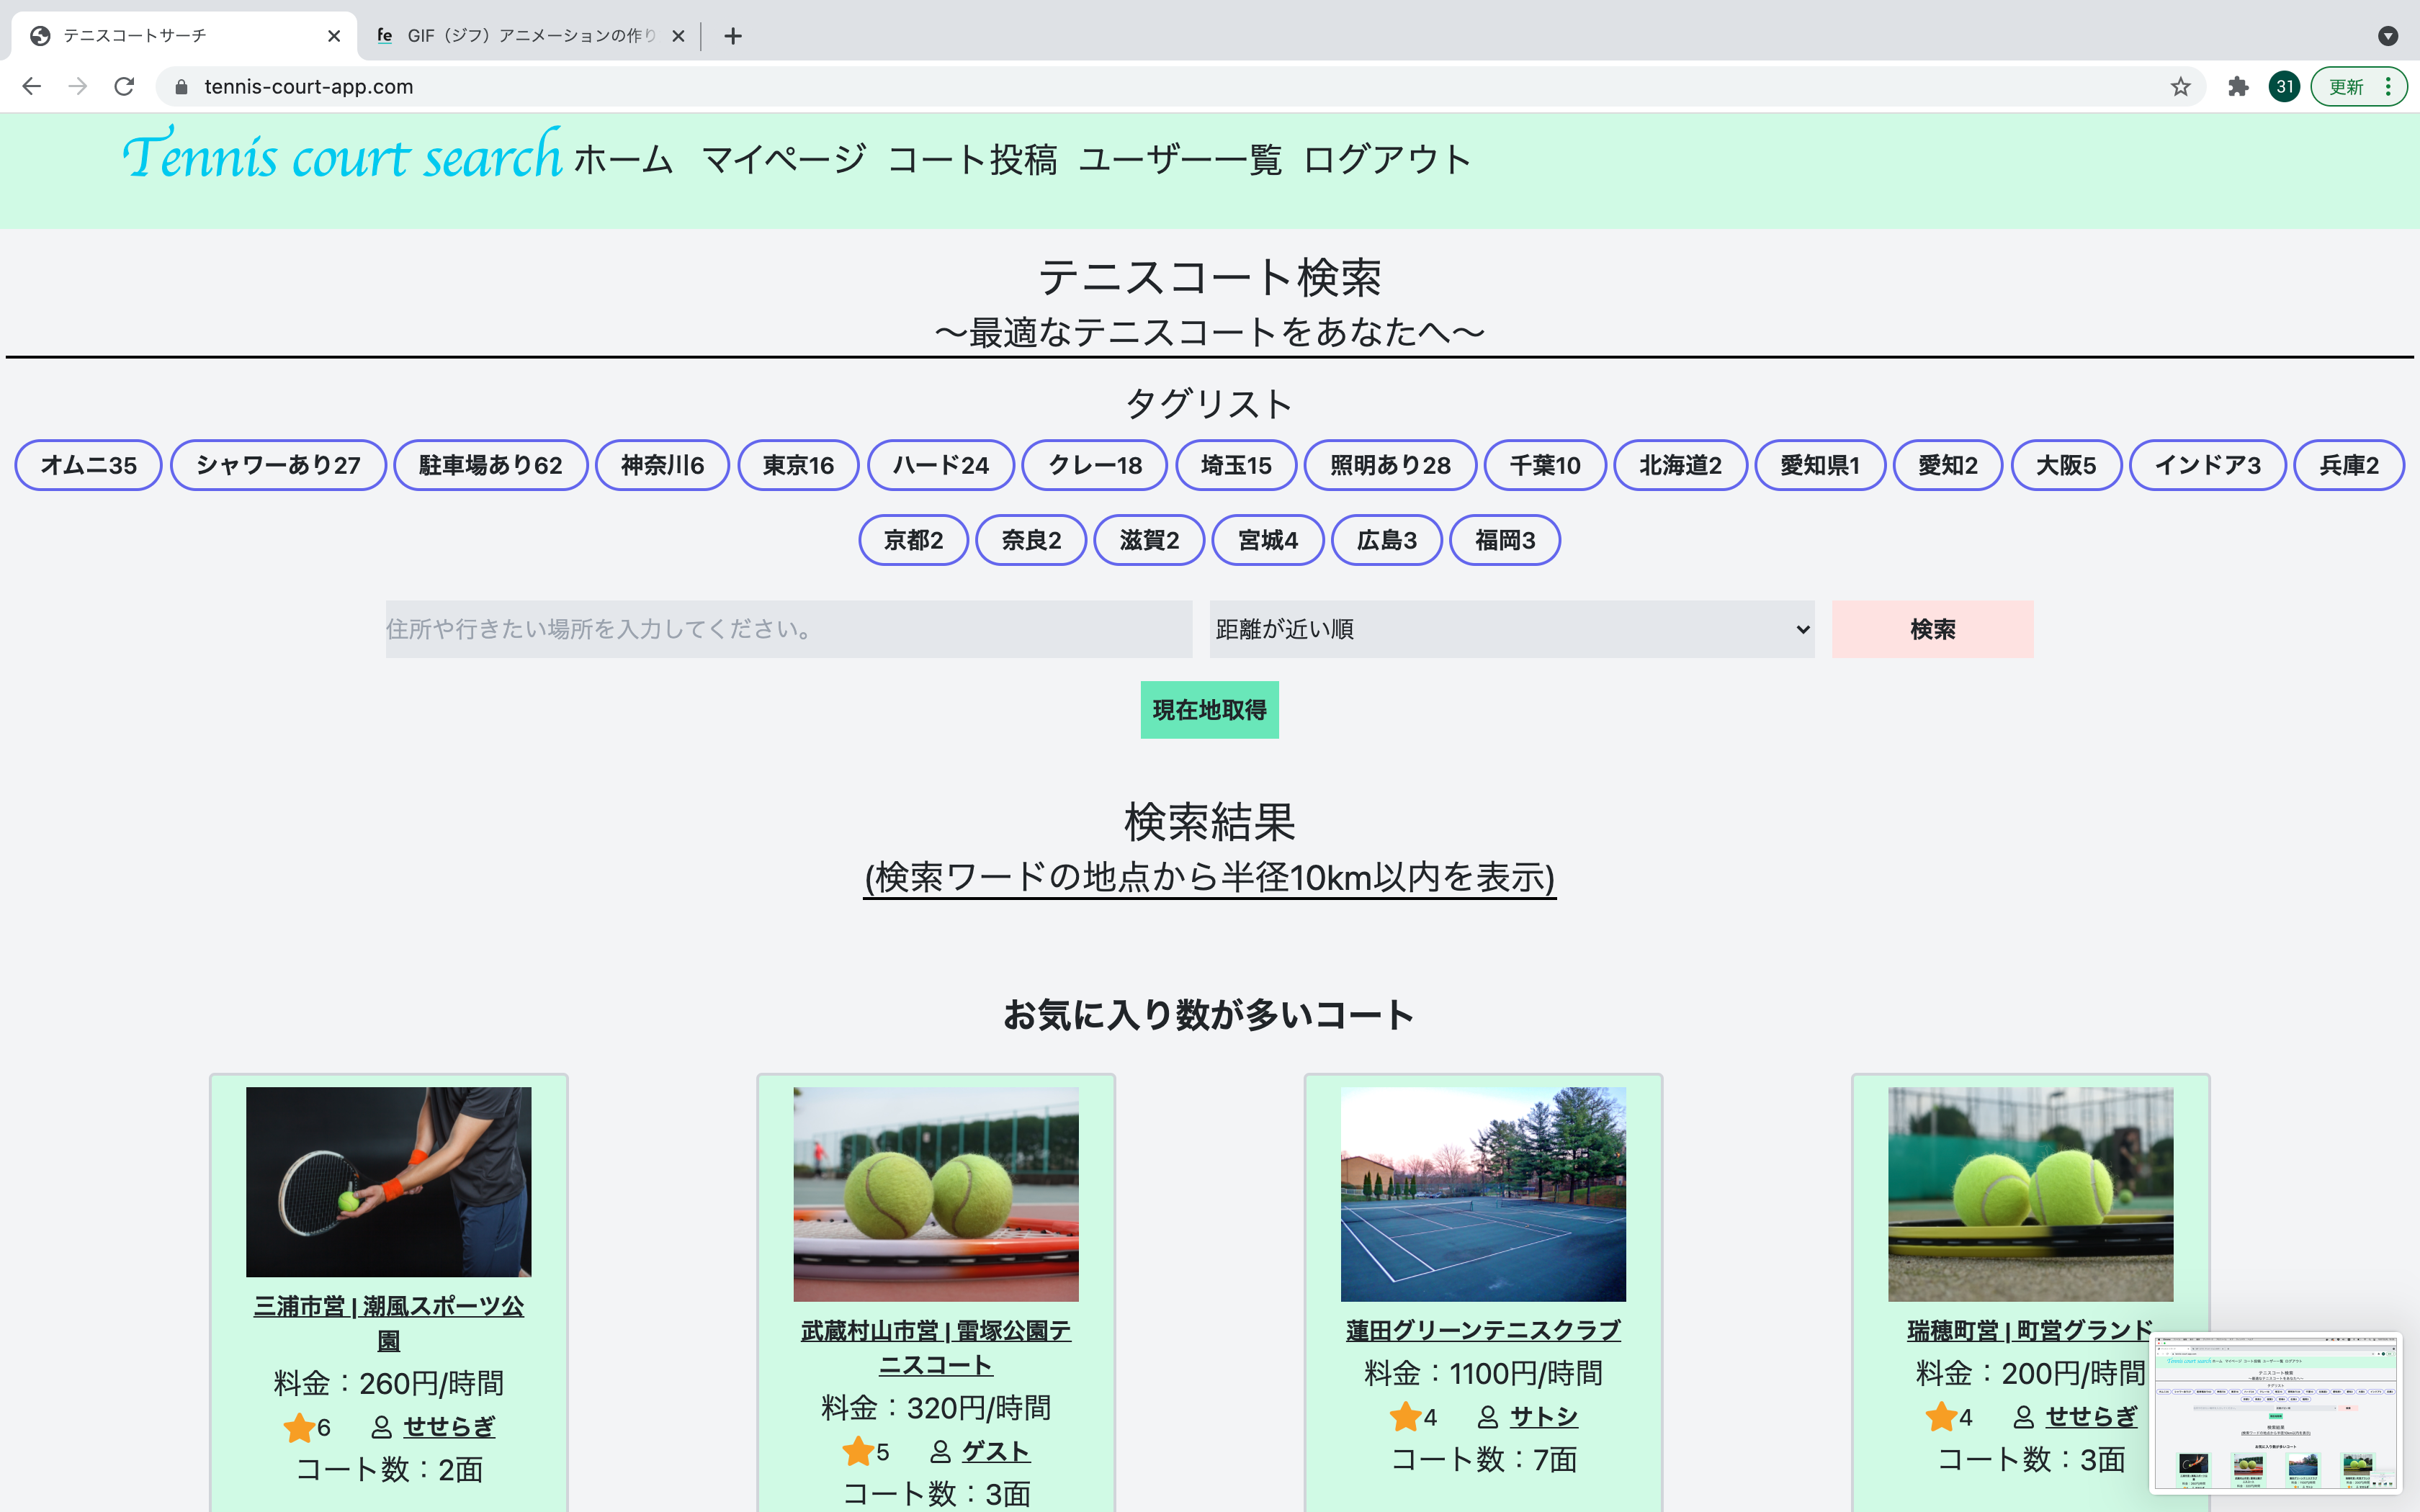 テニスコートサーチ
fe GIF（ジフ）アニメーションの作り
tennis-court-app.com
31
更新
Tennis court search ホーム マイページ コート投稿 ユーザー一覧 ログアウト
テニスコート検索
〜最適なテニスコートをあなたへ〜
タグリスト
オムニ35 シャワーあり27 駐車場あり62 神奈川6 東京16 ハード24 クレー18 埼玉15 照明あり28 千葉10 北海道2 愛知県1 愛知2 大阪5 インドア3 兵庫2
京都2 奈良2 滋賀2 宮城4 広島3 福岡3
住所や行きたい場所を入力してください。 距離が近い順 検索
現在地取得
検索結果
(検索ワードの地点から半径10km以内を表示)
お気に入り数が多いコート
三浦市営 | 潮風スポーツ公
園
料金：260円/時間
6 せせらぎ
コート数：2面
武蔵村山市営 | 雷塚公園テ
ニスコート
料金：320円/時間
5 ゲスト
コート数：3面
蓮田グリーンテニスクラブ
料金：1100円/時間
4 サトシ
コート数：7面
瑞穂町営 | 町営グランド
料金：200円/時間
4 せせらぎ
コート数：3面